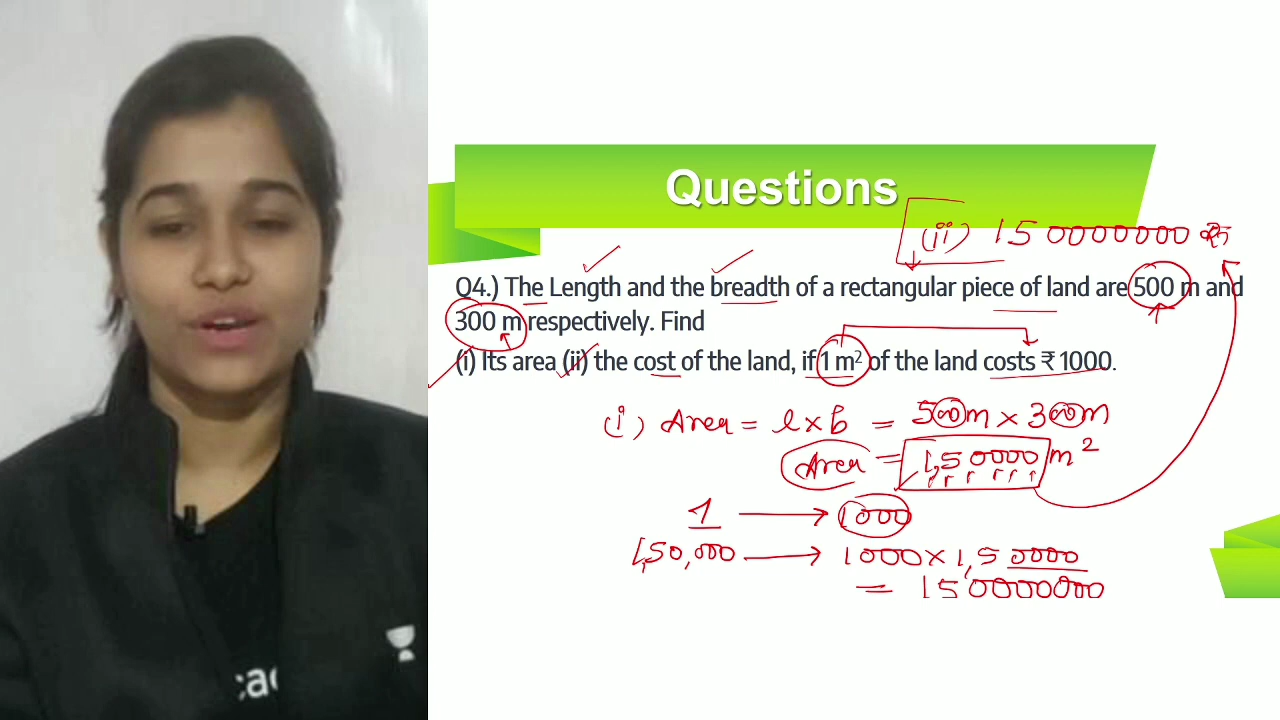 Questions
(ii) 150000000 रु
Q4.) The Length and the breadth of a rectangular piece of land are 500 m and
300 m respectively. Find
(i) Its area (ii) the cost of the land, if 1 m² of the land costs ₹ 1000.
(i) Area = l × b = 500m × 300m
Area = 1,50000 m²
1 → 1000
1,50,000 → 1000 × 1,50000
= 150000000